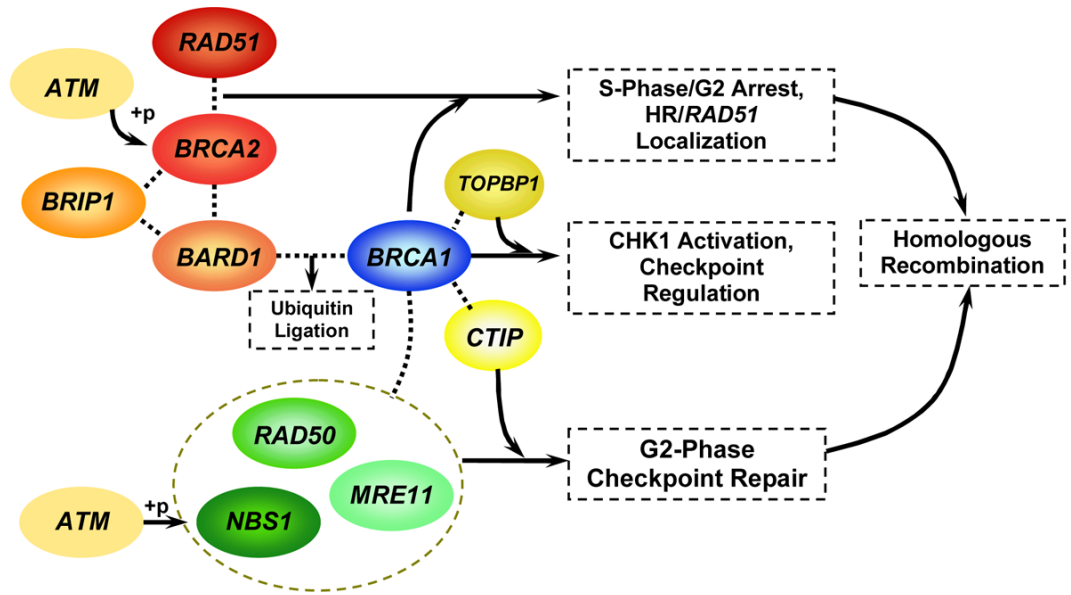 RAD51
ATM
+p
BRCA2
BRIP1
BARD1
BRCA1
TOPBP1
CTIP
Ubiquitin
Ligation
S-Phase/G2 Arrest,
HR/RAD51
Localization
CHK1 Activation,
Checkpoint
Regulation
Homologous
Recombination
RAD50
MRE11
NBS1
ATM
+p
G2-Phase
Checkpoint Repair